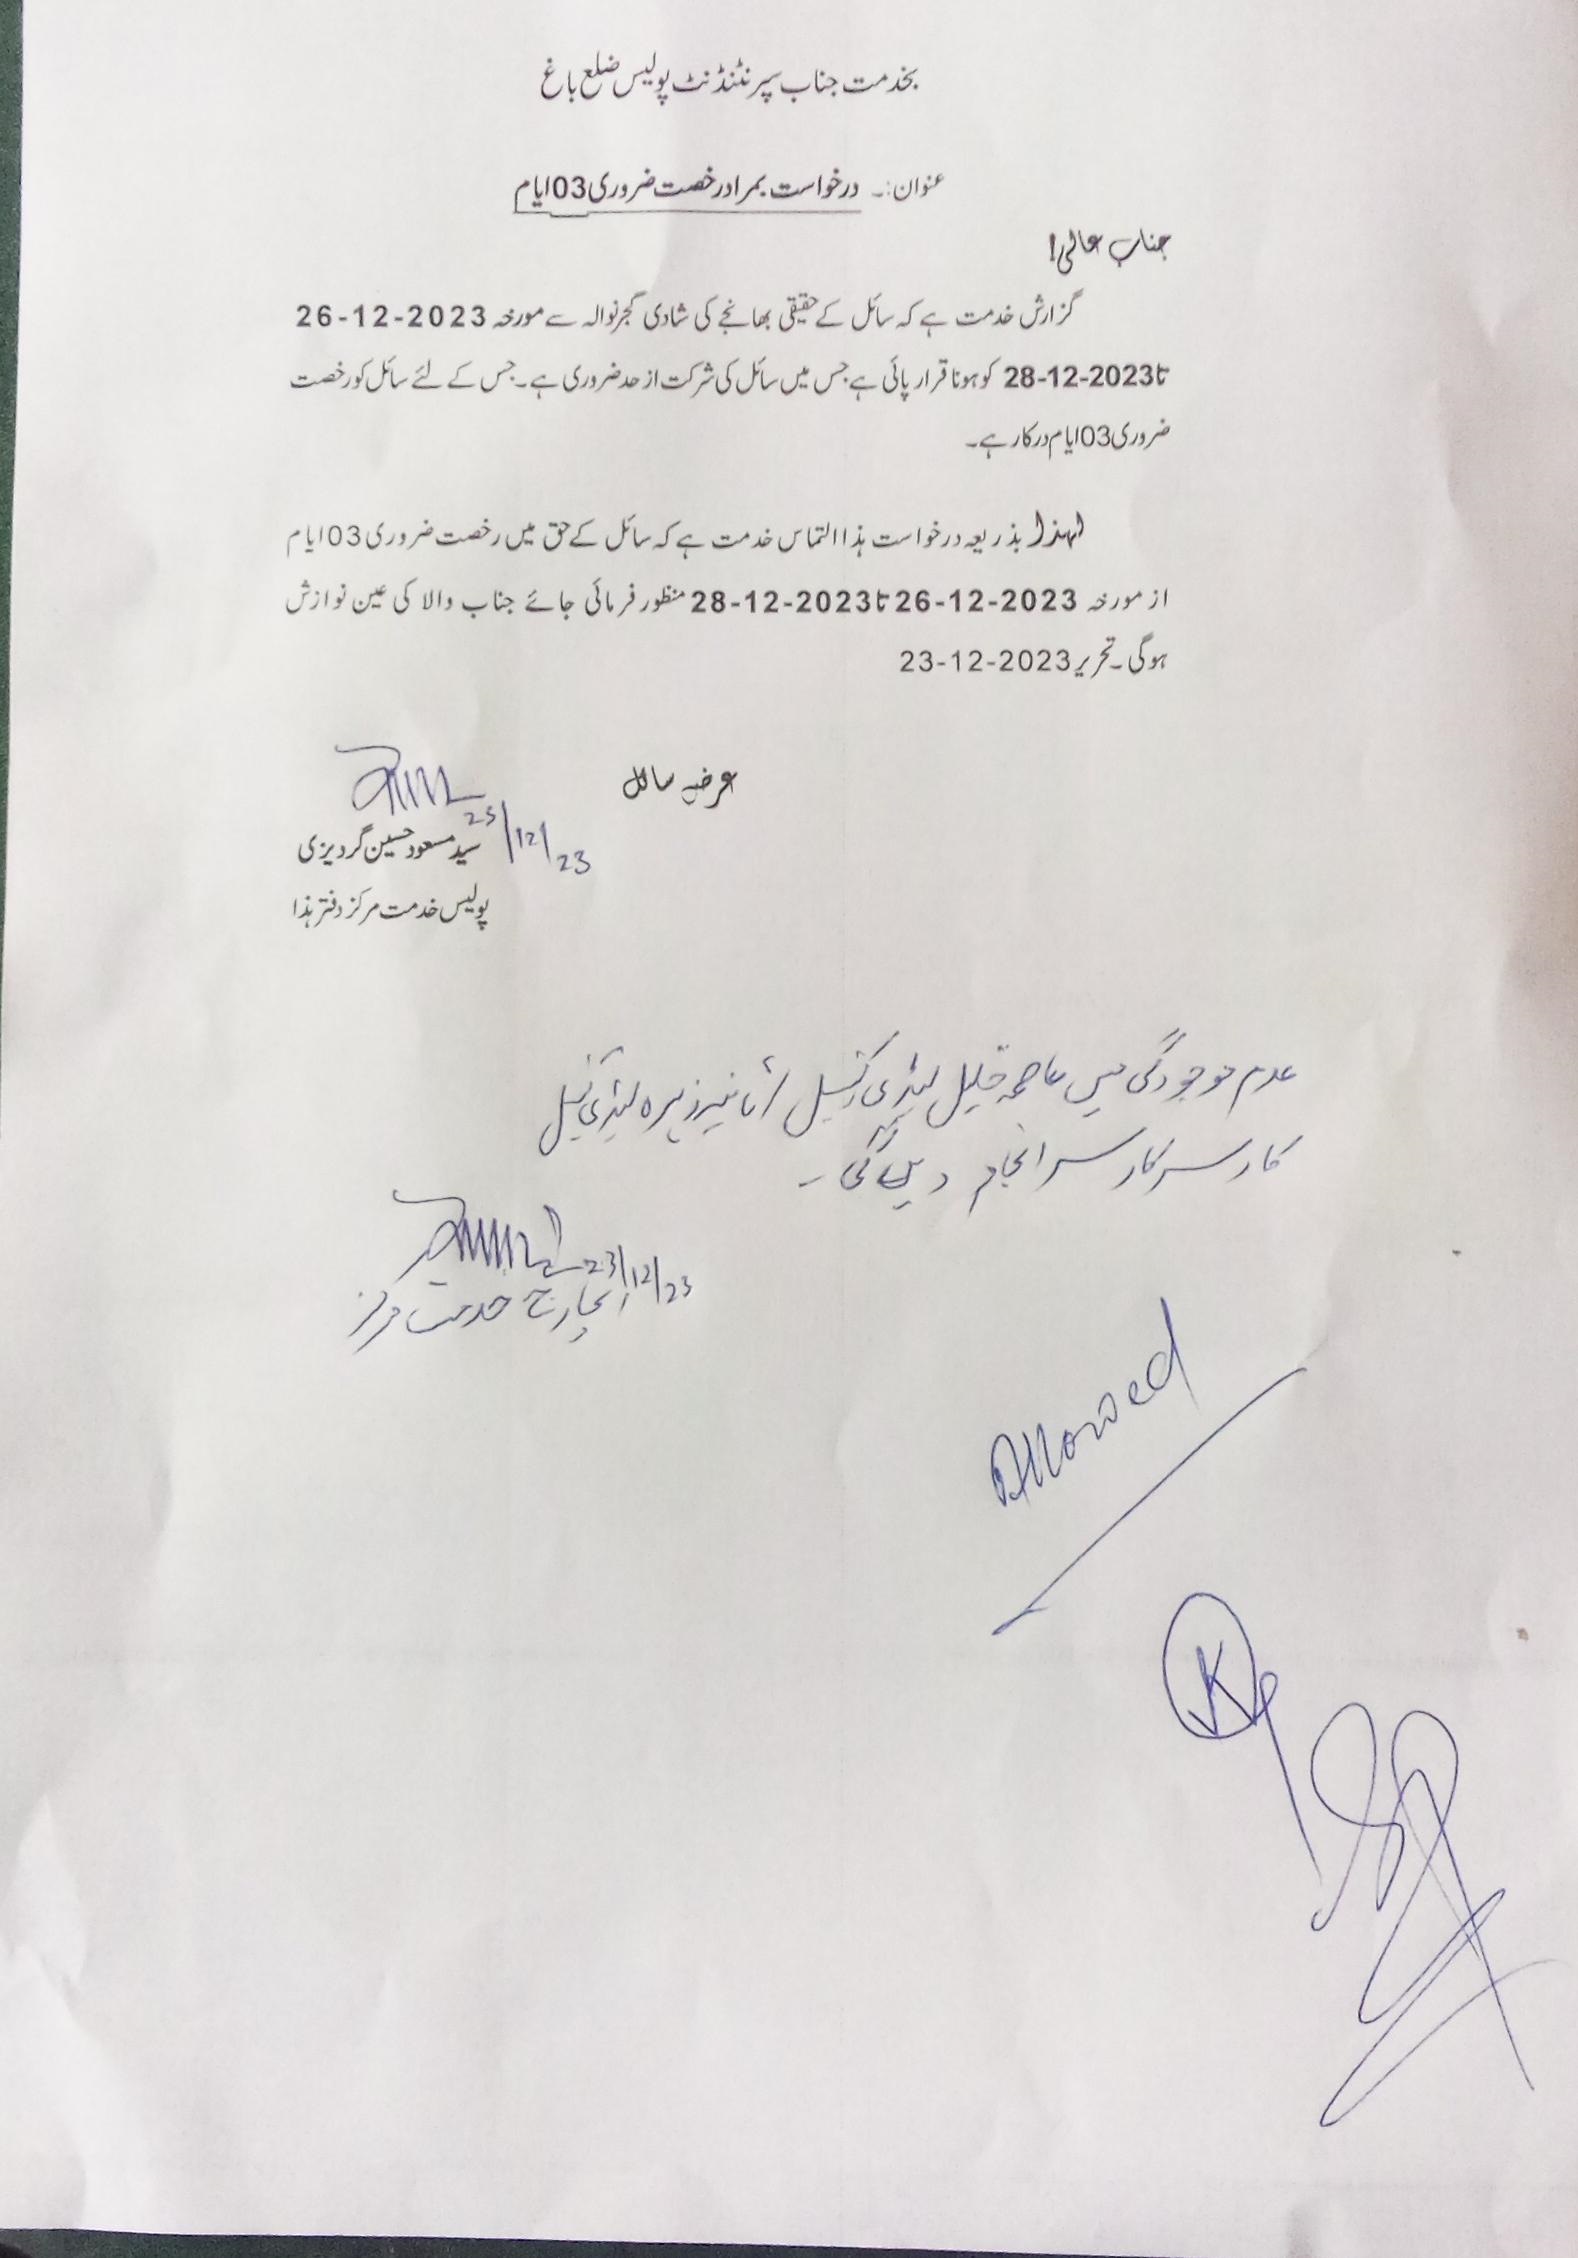 بخدمت جناب سپرنٹنڈنٹ پولیس ضلع باغ
عنوان:۔ درخواست بمراد رخصت ضروری 03 ایام
جناب عالی!
گزارش خدمت ہے کہ سائل کے حقیقی بھانجے کی شادی گجرنوالہ سے مورخہ 26-12-2023
تا 28-12-2023 کو ہونا قرار پائی ہے جس میں سائل کی شرکت از حد ضروری ہے۔ جس کے لئے سائل کو رخصت
ضروری 03 ایام درکار ہے۔
لہذا بذریعہ درخواست ہذا التماس خدمت ہے کہ سائل کے حق میں رخصت ضروری 03 ایام
از مورخہ 26-12-2023 تا 28-12-2023 منظور فرمائی جائے جناب والا کی عین نوازش
ہوگی۔ تحریر 23-12-2023
عرضے سائل
23/12/23
سید مسعود حسین گردیزی
پولیس خدمت مرکز دفتر ہذا
عدم موجودگی میں عاصمہ خلیل لیڈی کنسٹیبل / زہرہ لیڈی کنسٹیبل
کار سرکار سرانجام دیں گی۔
23/12/23
انچارج خدمت مرکز
Allowed